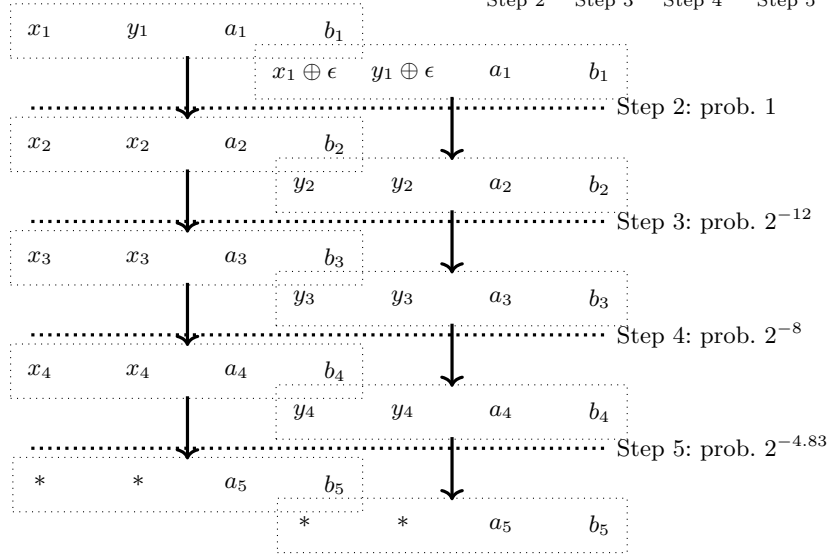 Step 2 Step 3 Step 4 Step 5
x₁ y₁ a₁ b₁
x₁ ⊕ ϵ y₁ ⊕ ϵ a₁ b₁
Step 2: prob. 1
x₂ x₂ a₂ b₂
y₂ y₂ a₂ b₂
Step 3: prob. 2⁻¹²
x₃ x₃ a₃ b₃
y₃ y₃ a₃ b₃
Step 4: prob. 2⁻⁸
x₄ x₄ a₄ b₄
y₄ y₄ a₄ b₄
Step 5: prob. 2⁻⁴·⁸³
* * a₅ b₅
* * a₅ b₅